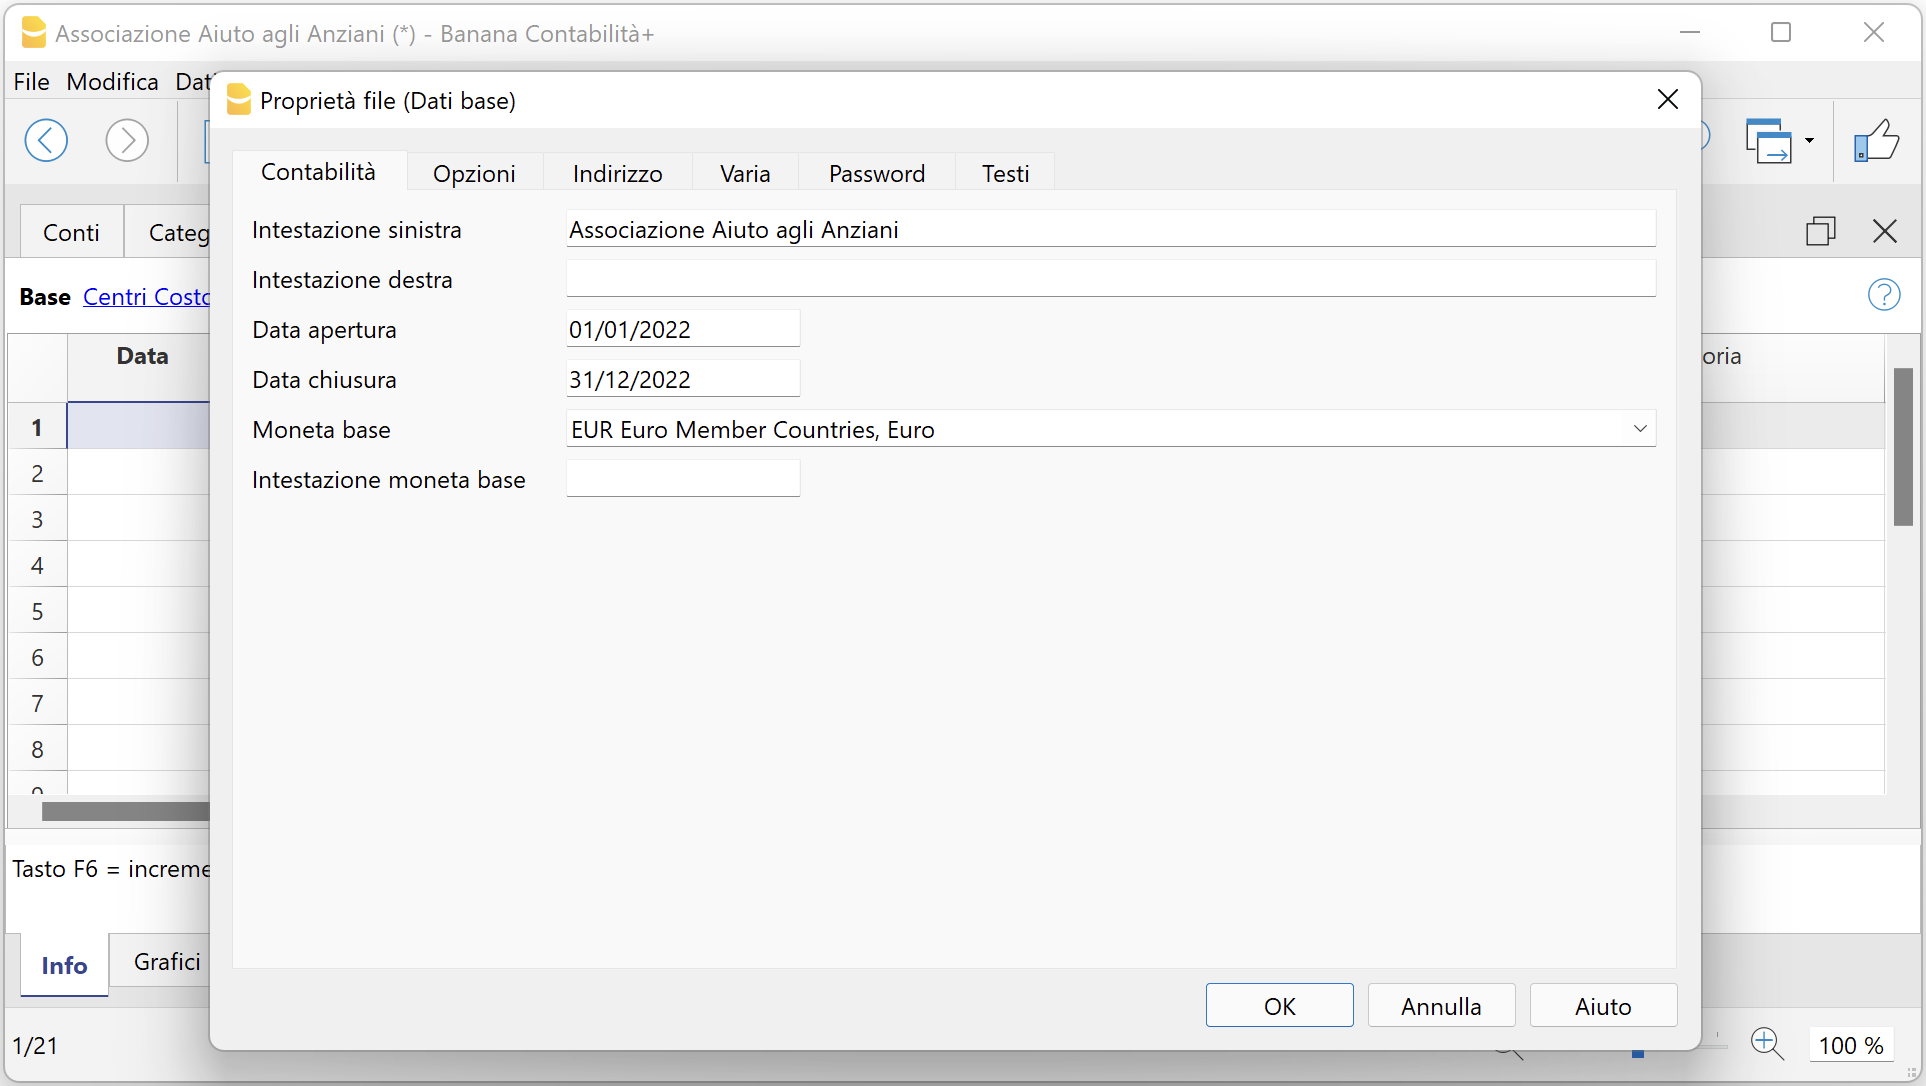 Associazione Aiuto agli Anziani (*) - Banana Contabilità+
File Modifica Dat
Proprietà file (Dati base)
Contabilità Opzioni Indirizzo Varia Password Testi
Conti Categ
Intestazione sinistra Associazione Aiuto agli Anziani
Intestazione destra
Base Centri Costo
Data apertura 01/01/2022
Data oria
Data chiusura 31/12/2022
Moneta base EUR Euro Member Countries, Euro
Intestazione moneta base
1
2
3
4
5
6
7
8
9
Tasto F6 = increme
Info Grafici
OK Annulla Aiuto
1/21 100 %